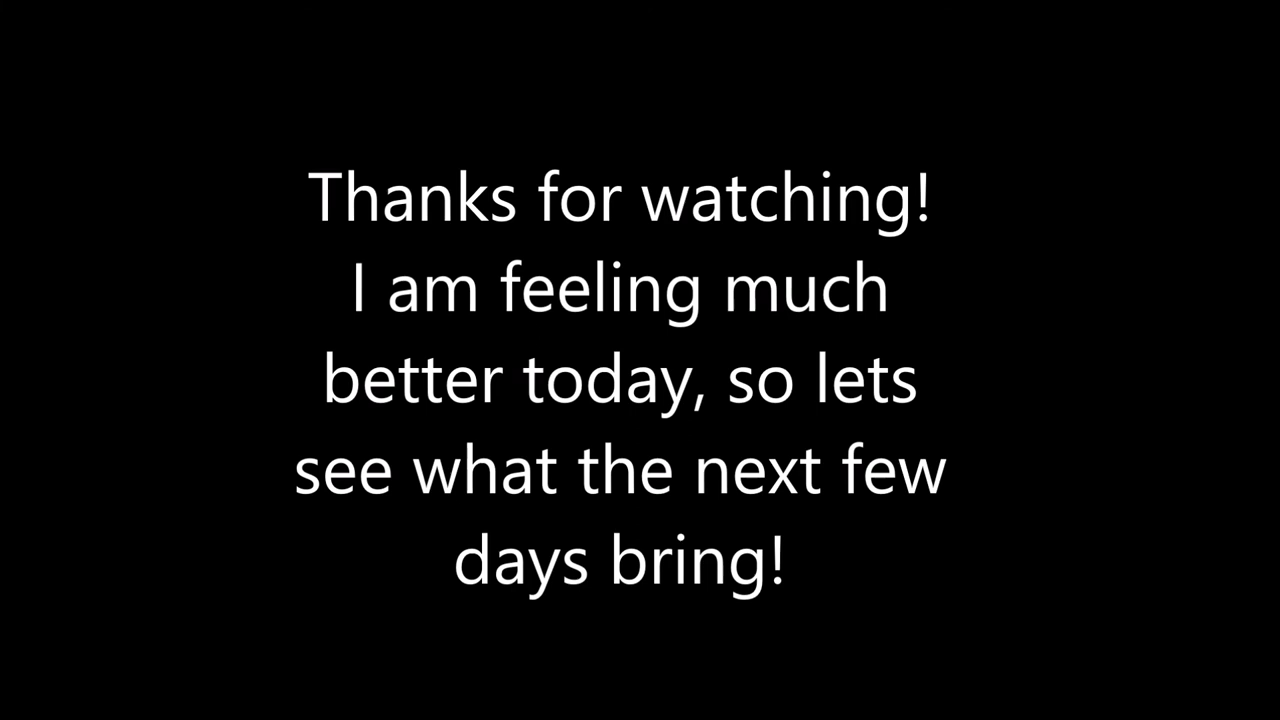 Thanks for watching!
I am feeling much
better today, so lets
see what the next few
days bring!